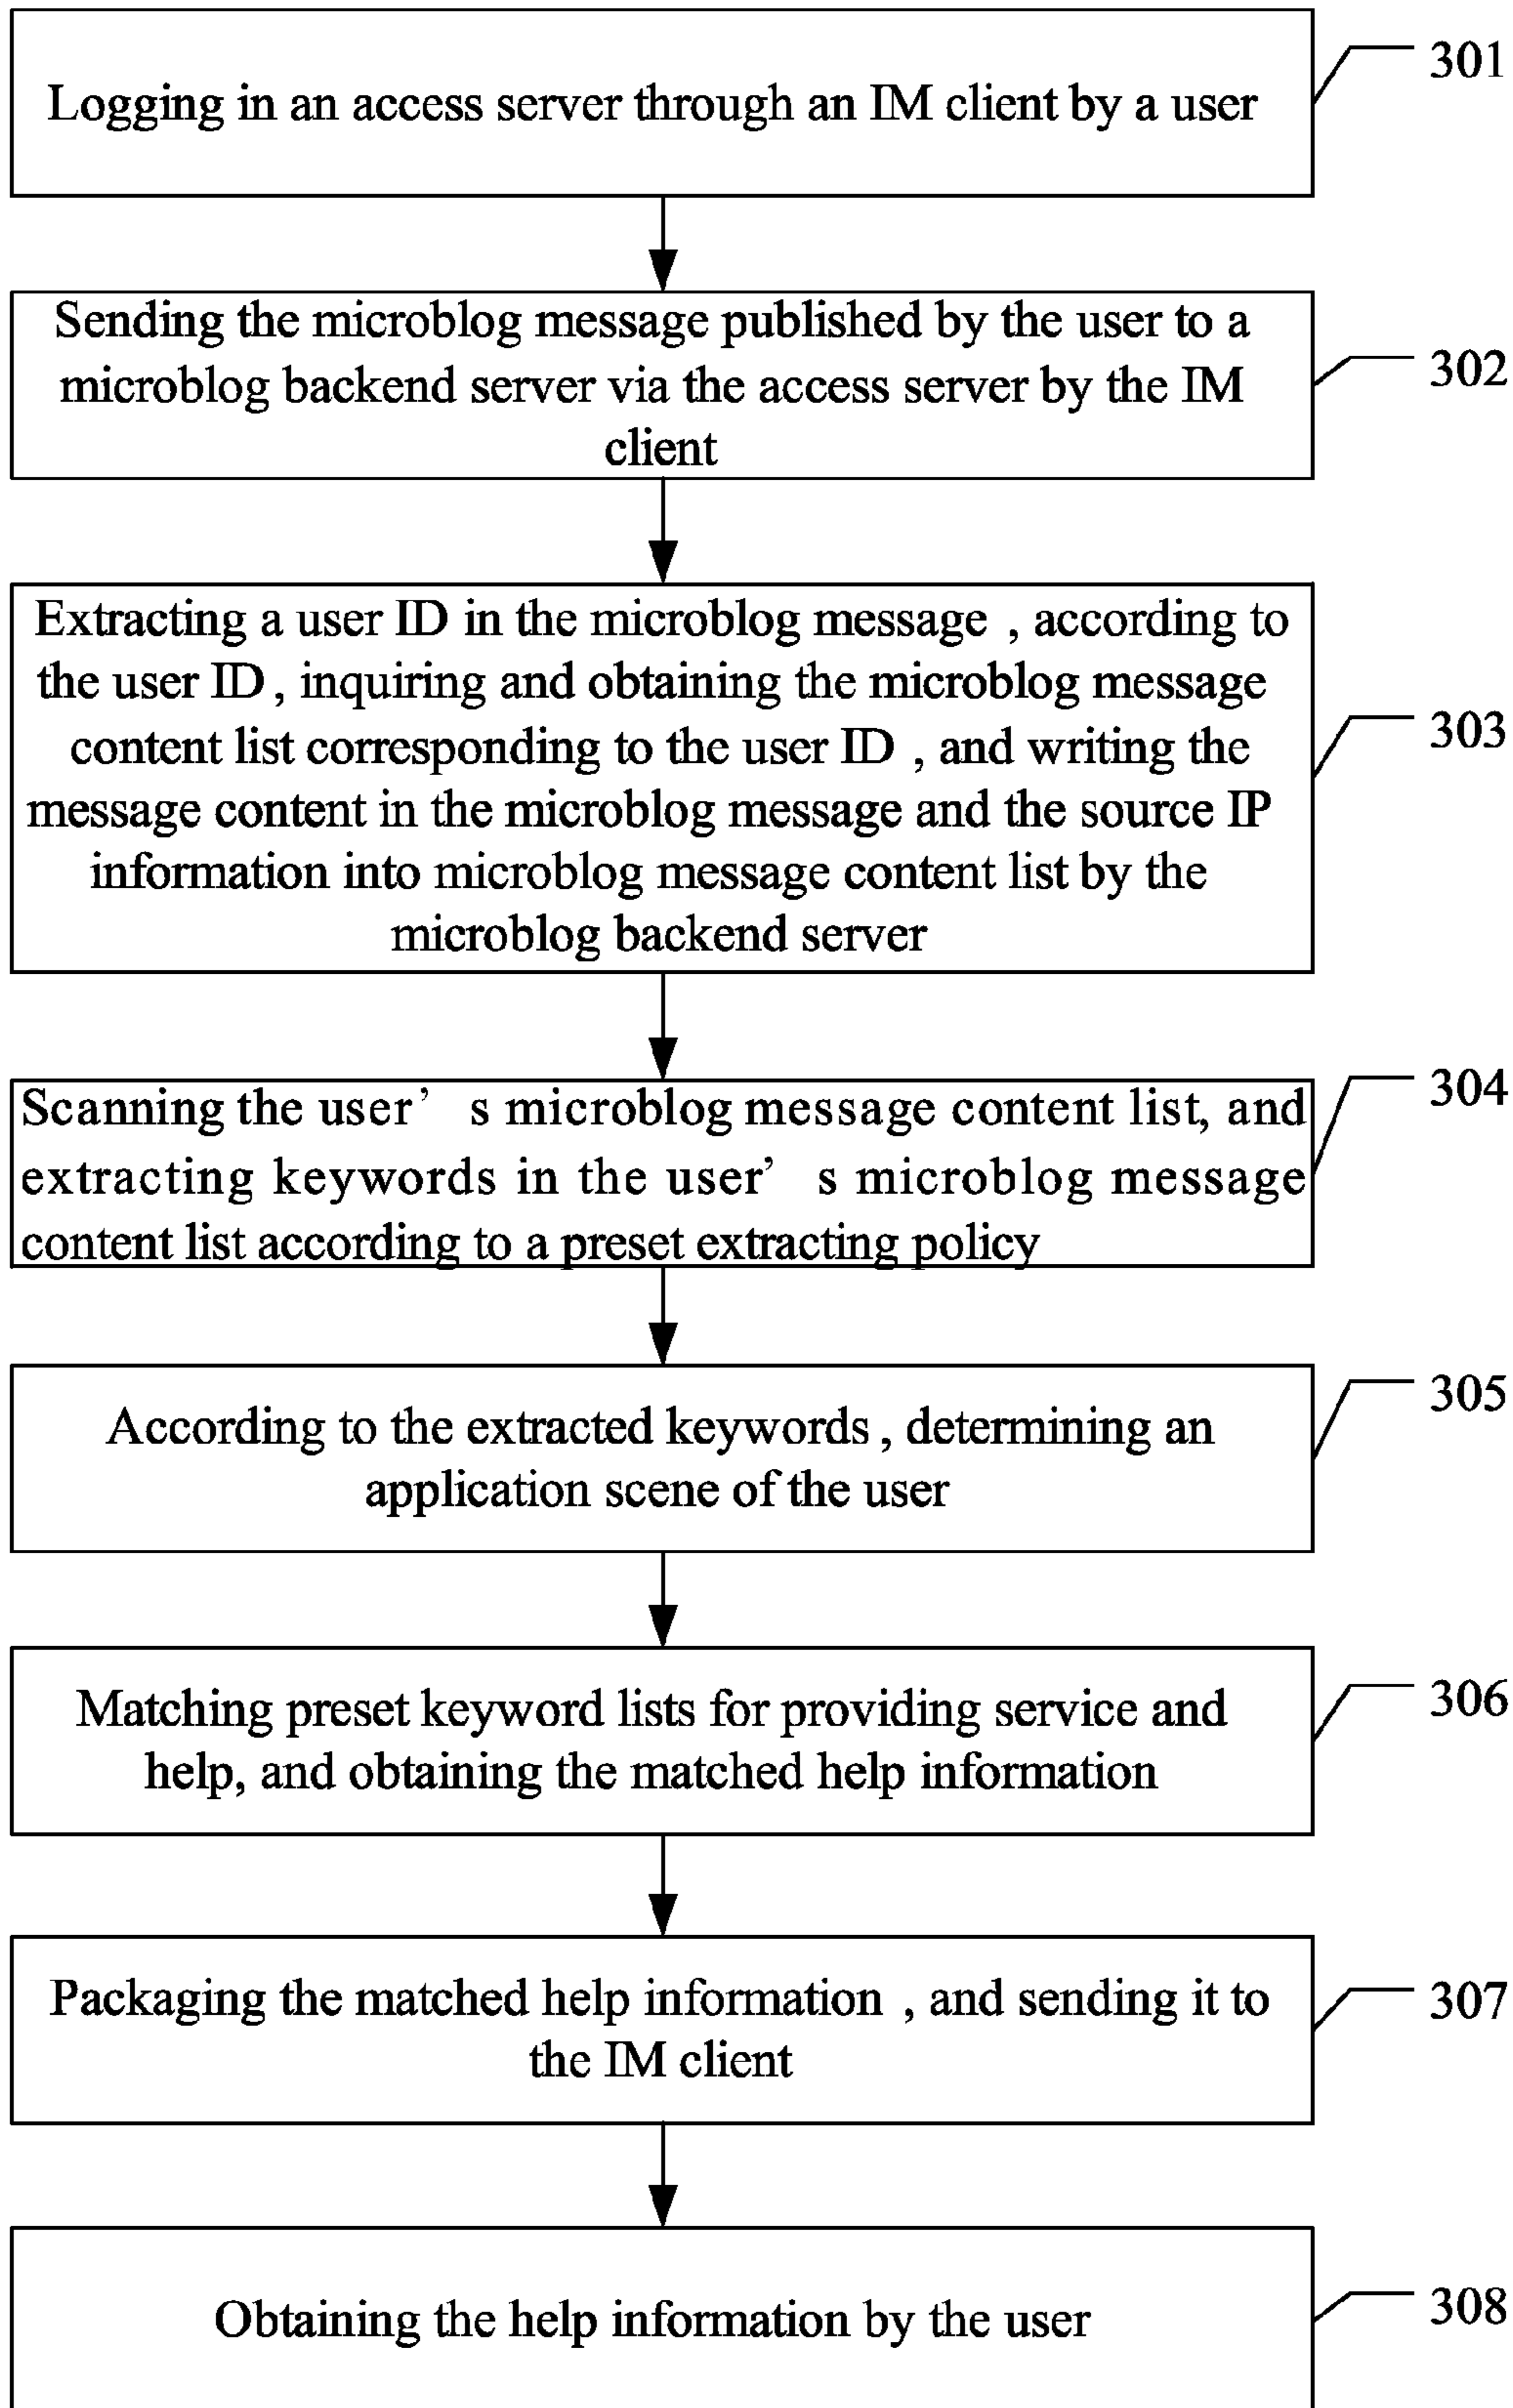 Logging in an access server through an IM client by a user
301
Sending the microblog message published by the user to a
microblog backend server via the access server by the IM
client
302
Extracting a user ID in the microblog message , according to
the user ID , inquiring and obtaining the microblog message
content list corresponding to the user ID , and writing the
message content in the microblog message and the source IP
information into microblog message content list by the
microblog backend server
303
Scanning the user’ s microblog message content list, and
extracting keywords in the user’ s microblog message
content list according to a preset extracting policy
304
According to the extracted keywords , determining an
application scene of the user
305
Matching preset keyword lists for providing service and
help, and obtaining the matched help information
306
Packaging the matched help information , and sending it to
the IM client
307
Obtaining the help information by the user
308